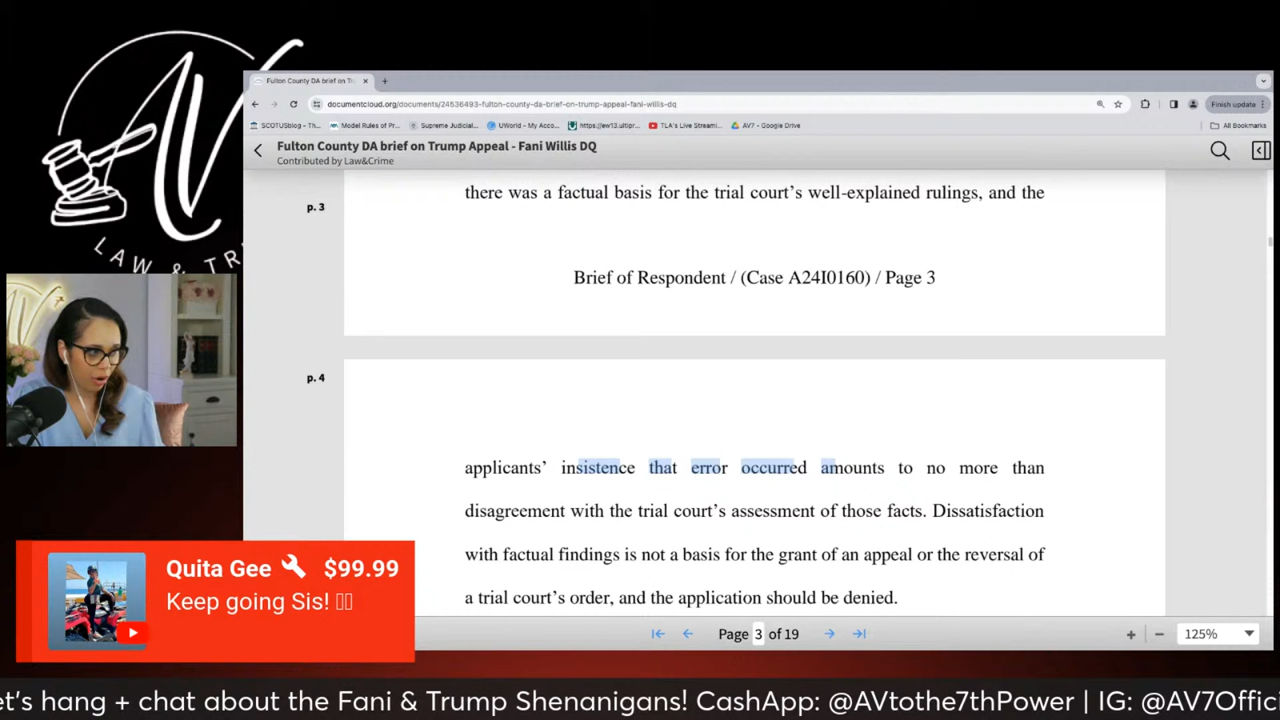 AV
LAW & TR
Fulton County DA brief on Tr
documentcloud.org/documents/24536493-fulton-county-da-brief-on-trump-appeal-fani-willis-dq
Finish update
SCOTUSblog - Th...
Model Rules of Pr...
Supreme Judicial...
UWorld - My Acco...
https://ew13.ultipr...
TLA's Live Streami...
AV7 - Google Drive
All Bookmarks
Fulton County DA brief on Trump Appeal - Fani Willis DQ
Contributed by Law&Crime
p. 3
there was a factual basis for the trial court's well-explained rulings, and the
Brief of Respondent / (Case A24I0160) / Page 3
p. 4
applicants' insistence that error occurred amounts to no more than
disagreement with the trial court's assessment of those facts. Dissatisfaction
with factual findings is not a basis for the grant of an appeal or the reversal of
a trial court's order, and the application should be denied.
Page 3 of 19
125%
Quita Gee $99.99
Keep going Sis!
et's hang + chat about the Fani & Trump Shenanigans! CashApp: @AVtothe7thPower | IG: @AV7Offic